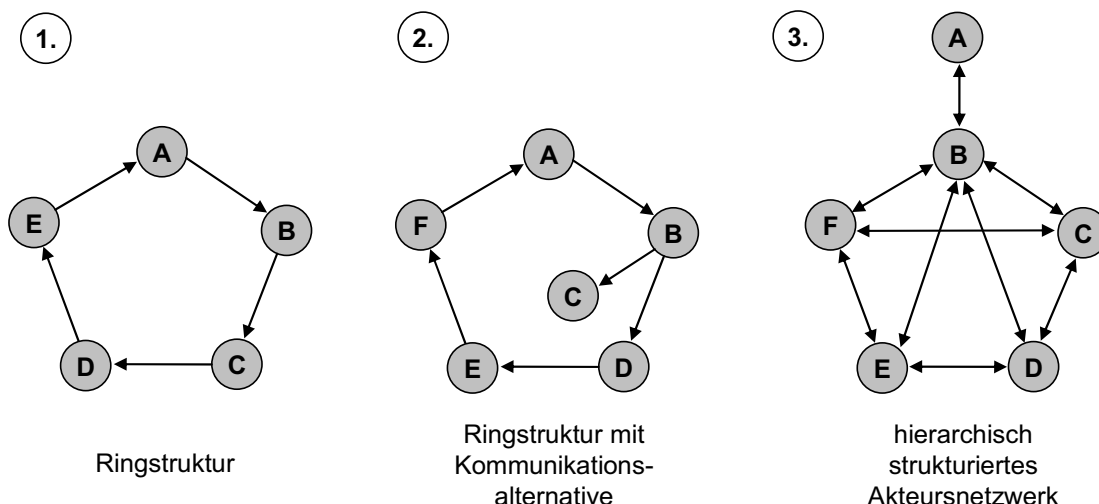 1.
A
E
B
D
C
Ringstruktur
2.
A
F
B
C
E
D
Ringstruktur mit
Kommunikations-
alternative
3.
A
B
F
C
E
D
hierarchisch
strukturiertes
Akteursnetzwerk